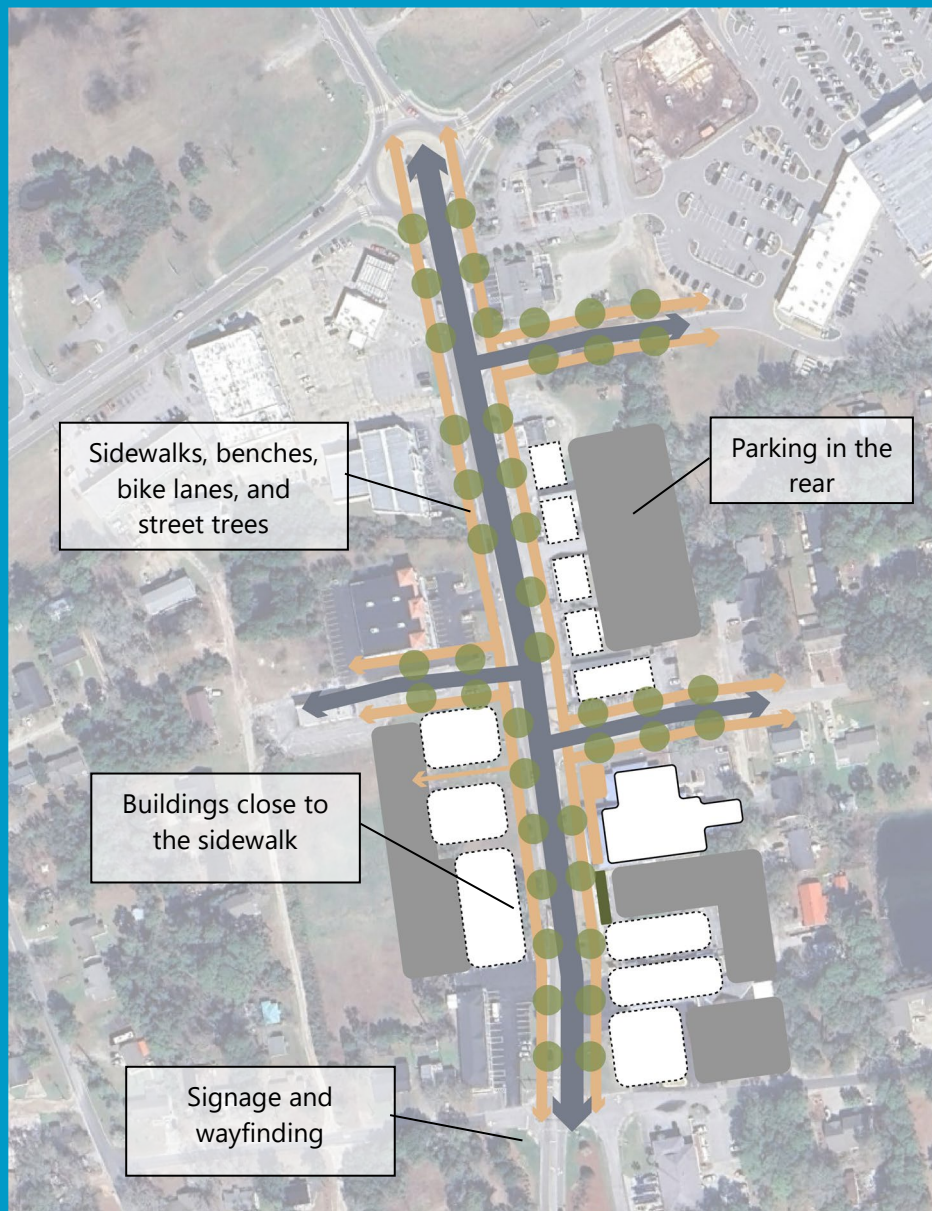 Sidewalks, benches,
bike lanes, and
street trees
Parking in the
rear
Buildings close to
the sidewalk
Signage and
wayfinding